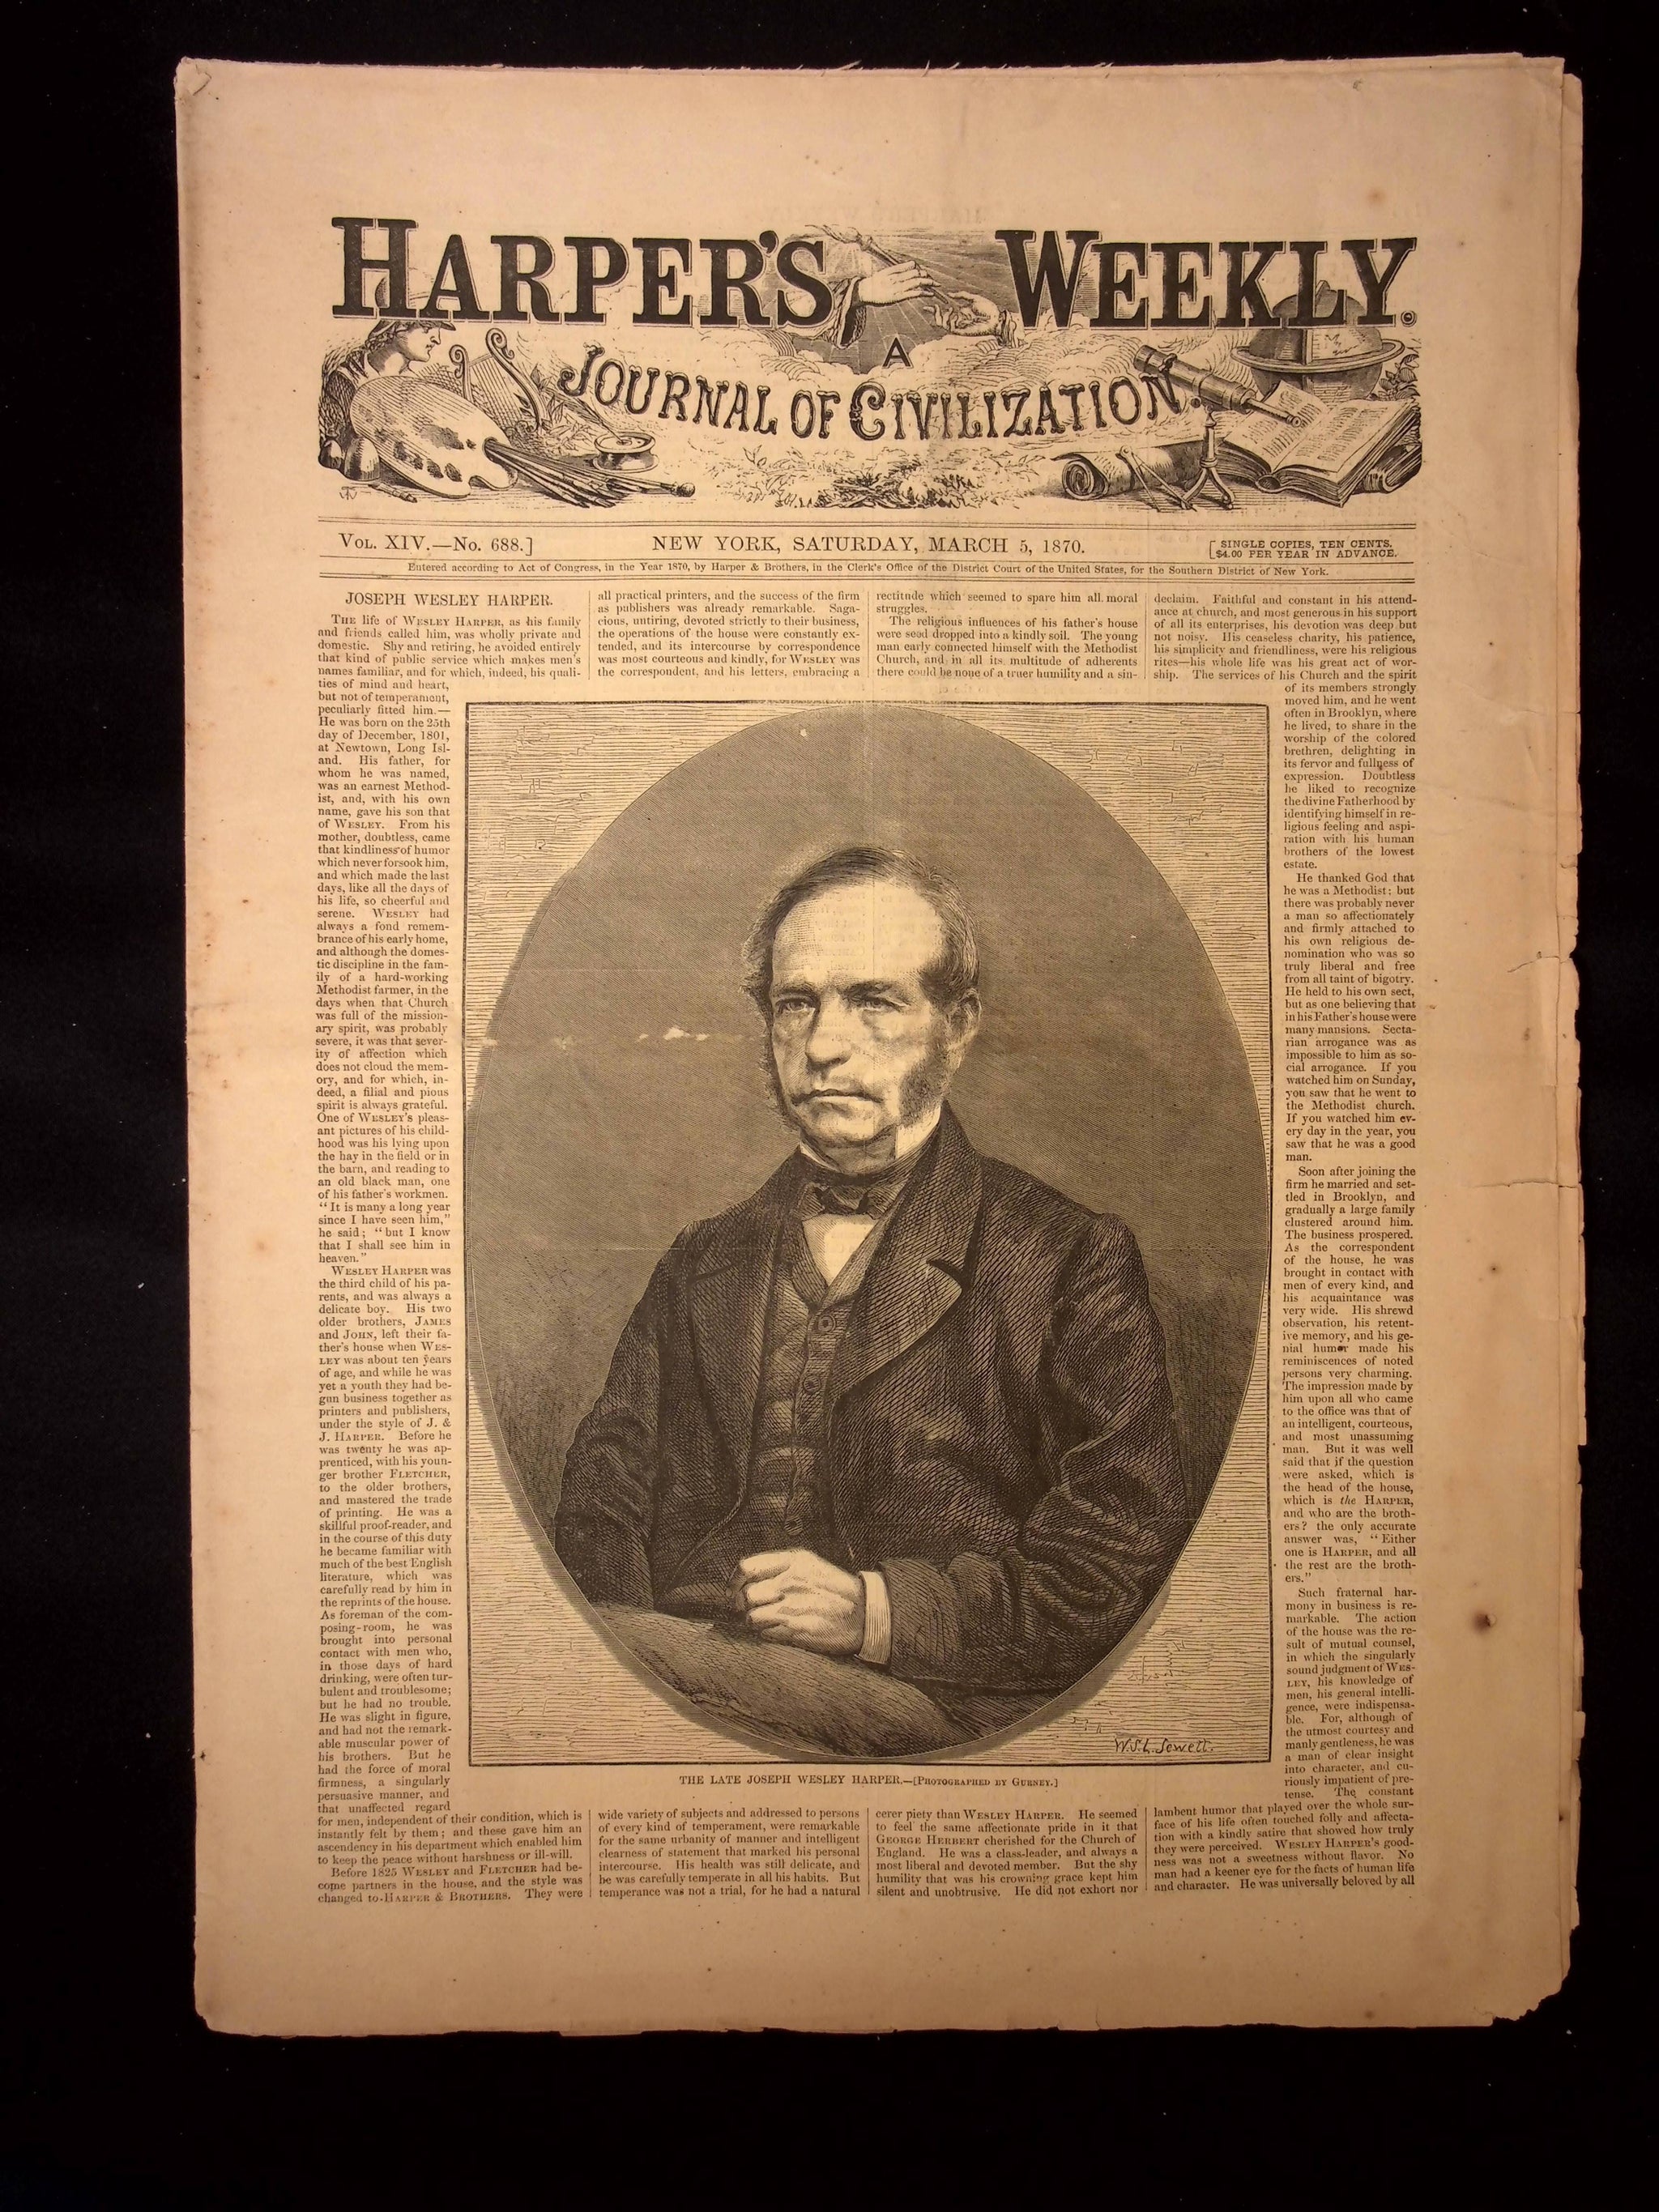 HARPER'S WEEKLY.
A
JOURNAL OF CIVILIZATION
VOL. XIV.—No. 688.]
NEW YORK, SATURDAY, MARCH 5, 1870.
[SINGLE COPIES, TEN CENTS.
$4.00 PER YEAR IN ADVANCE.
Entered according to Act of Congress, in the Year 1870, by Harper & Brothers, in the Clerk's Office of the District Court of the United States, for the Southern District of New York.
JOSEPH WESLEY HARPER.
THE life of WESLEY HARPER, as his family
and friends called him, was wholly private and
domestic. Shy and retiring, he avoided entirely
that kind of public service which makes men's
names familiar, and for which, indeed, his quali-
ties of mind and heart,
but not of temperament,
peculiarly fitted him.—
He was born on the 25th
day of December, 1801,
at Newtown, Long Isl-
and. His father, for
whom he was named,
was an earnest Method-
ist, and, with his own
name, gave his son that
of WESLEY. From his
mother, doubtless, came
that kindliness of humor
which never forsook him,
and which made the last
days, like all the days of
his life, so cheerful and
serene. WESLEY had
always a fond remem-
brance of his early home,
and although the domes-
tic discipline in the fam-
ily of a hard-working
Methodist farmer, in the
days when that Church
was full of the mission-
ary spirit, was probably
severe, it was that sever-
ity of affection which
does not cloud the mem-
ory, and for which, in-
deed, a filial and pious
spirit is always grateful.
One of WESLEY'S pleas-
ant pictures of his child-
hood was his lying upon
the hay in the field or in
the barn, and reading to
an old black man, one
of his father's workmen.
"It is many a long year
since I have seen him,"
he said; "but I know
that I shall see him in
heaven."
WESLEY HARPER was
the third child of his pa-
rents, and was always a
delicate boy. His two
older brothers, JAMES
and JOHN, left their fa-
ther's house when WES-
LEY was about ten years
of age, and while he was
yet a youth they had be-
gun business together as
printers and publishers,
under the style of J. &
J. HARPER. Before he
was twenty he was ap-
prenticed, with his youn-
ger brother FLETCHER,
to the older brothers,
and mastered the trade
of printing. He was a
skillful proof-reader, and
in the course of this duty
he became familiar with
much of the best English
literature, which was
carefully read by him in
the reprints of the house.
As foreman of the com-
posing-room, he was
brought into personal
contact with men who,
in those days of hard
drinking, were often tur-
bulent and troublesome;
but he had no trouble.
He was slight in figure,
and had not the remark-
able muscular power of
his brothers. But he
had the force of moral
firmness, a singularly
persuasive manner, and
that unaffected regard
for men, independent of their condition, which is
instantly felt by them; and these gave him an
ascendency in his department which enabled him
to keep the peace without harshness or ill-will.
Before 1825 WESLEY and FLETCHER had be-
come partners in the house, and the style was
changed to HARPER & BROTHERS. They were
all practical printers, and the success of the firm
as publishers was already remarkable. Saga-
cious, untiring, devoted strictly to their business,
the operations of the house were constantly ex-
tended, and its intercourse by correspondence
was most courteous and kindly, for WESLEY was
the correspondent, and his letters, embracing a
wide variety of subjects and addressed to persons
of every kind of temperament, were remarkable
for the same urbanity of manner and intelligent
clearness of statement that marked his personal
intercourse. His health was still delicate, and
he was carefully temperate in all his habits. But
temperance was not a trial, for he had a natural
rectitude which seemed to spare him all moral
struggles.
The religious influences of his father's house
were seed dropped into a kindly soil. The young
man early connected himself with the Methodist
Church, and in all its multitude of adherents
there could be none of a truer humility and a sin-
cerer piety than WESLEY HARPER. He seemed
to feel the same affectionate pride in it that
GEORGE HERBERT cherished for the Church of
England. He was a class-leader, and always a
most liberal and devoted member. But the shy
humility that was his crowning grace kept him
silent and unobtrusive. He did not exhort nor
declaim. Faithful and constant in his attend-
ance at church, and most generous in his support
of all its enterprises, his devotion was deep but
not noisy. His ceaseless charity, his patience,
his simplicity and friendliness, were his religious
rites—his whole life was his great act of wor-
ship. The services of his Church and the spirit
of its members strongly
moved him, and he went
often in Brooklyn, where
he lived, to share in the
worship of the colored
brethren, delighting in
its fervor and fullness of
expression. Doubtless
he liked to recognize
the divine Fatherhood by
identifying himself in re-
ligious feeling and aspi-
ration with his human
brothers of the lowest
estate.
He thanked God that
he was a Methodist; but
there was probably never
a man so affectionately
and firmly attached to
his own religious de-
nomination who was so
truly liberal and free
from all taint of bigotry.
He held to his own sect,
but as one believing that
in his Father's house were
many mansions. Secta-
rian arrogance was as
impossible to him as so-
cial arrogance. If you
watched him on Sunday,
you saw that he went to
the Methodist church.
If you watched him ev-
ery day in the year, you
saw that he was a good
man.
Soon after joining the
firm he married and set-
tled in Brooklyn, and
gradually a large family
clustered around him.
The business prospered.
As the correspondent
of the house, he was
brought in contact with
men of every kind, and
his acquaintance was
very wide. His shrewd
observation, his retent-
ive memory, and his ge-
nial humor made his
reminiscences of noted
persons very charming.
The impression made by
him upon all who came
to the office was that of
an intelligent, courteous,
and most unassuming
man. But it was well
said that if the question
were asked, which is
the head of the house,
which is the HARPER,
and who are the broth-
ers? the only accurate
answer was, "Either
one is HARPER, and all
the rest are the broth-
ers."
Such fraternal har-
mony in business is re-
markable. The action
of the house was the re-
sult of mutual counsel,
in which the singularly
sound judgment of WES-
LEY, his knowledge of
men, his general intelli-
gence, were indispensa-
ble. For, although of
the utmost courtesy and
manly gentleness, he was
a man of clear insight
into character, and cu-
riously impatient of pre-
tense. The constant
lambent humor that played over the whole sur-
face of his life often touched folly and affecta-
tion with a kindly satire that showed how truly
they were perceived. WESLEY HARPER'S good-
ness was not a sweetness without flavor. No
man had a keener eye for the facts of human life
and character. He was universally beloved by all
W.S.L. Jewett.
THE LATE JOSEPH WESLEY HARPER.—[PHOTOGRAPHED BY GURNEY.]